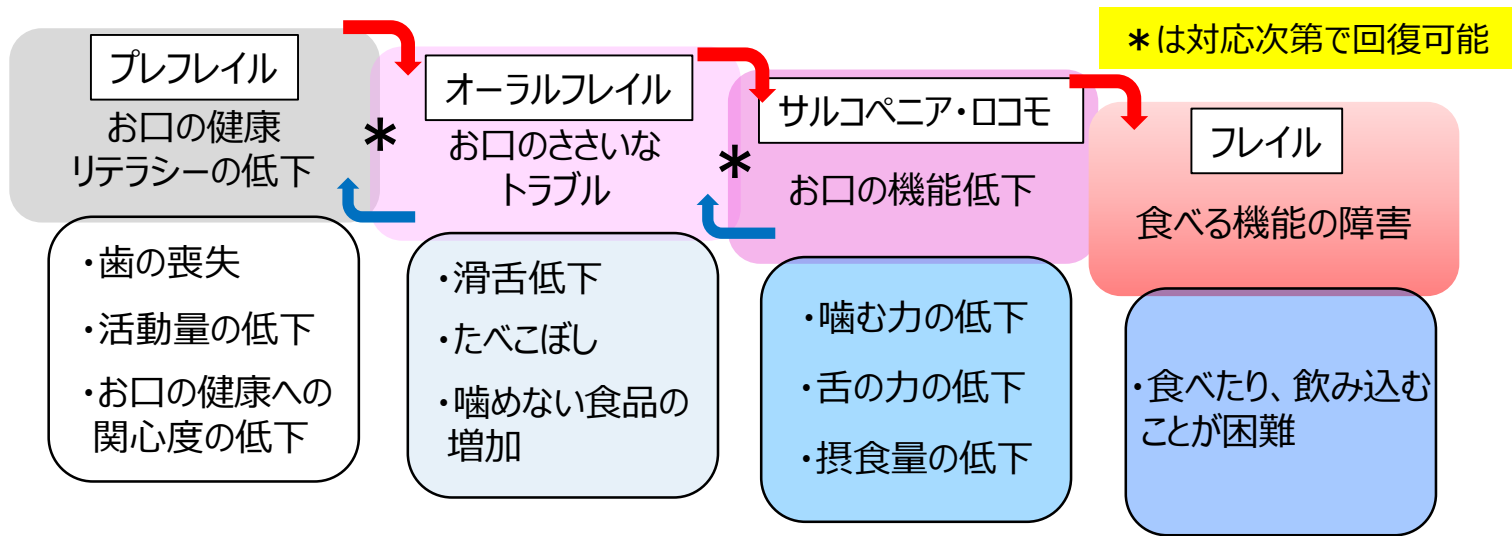 *は対応次第で回復可能
プレフレイル
お口の健康
リテラシーの低下
*
オーラルフレイル
お口のささいな
トラブル
*
サルコペニア・ロコモ
お口の機能低下
フレイル
食べる機能の障害
・歯の喪失
・活動量の低下
・お口の健康への
関心度の低下
・滑舌低下
・たべこぼし
・噛めない食品の
増加
・噛む力の低下
・舌の力の低下
・摂食量の低下
・食べたり、飲み込む
ことが困難